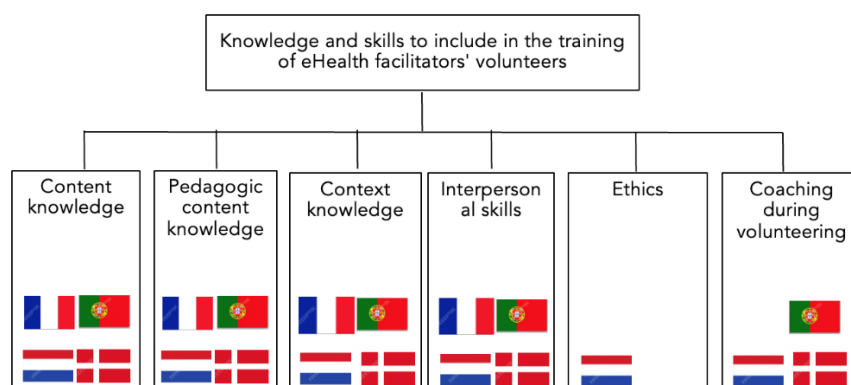 Knowledge and skills to include in the training
of eHealth facilitators' volunteers
Content
knowledge
Pedagogic
content
knowledge
Context
knowledge
Interperson
al skills
Ethics
Coaching
during
volunteering